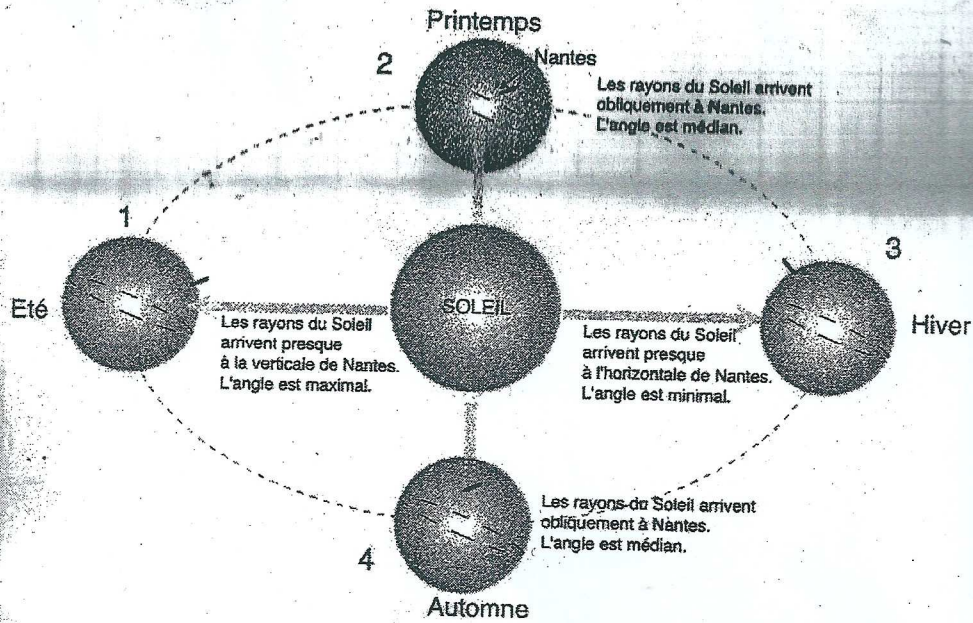 Printemps
2
Nantes
Les rayons du Soleil arrivent
obliquement à Nantes.
L'angle est médian.
1
3
Eté
SOLEIL
Hiver
Les rayons du Soleil
arrivent presque
à la verticale de Nantes.
L'angle est maximal.
Les rayons du Soleil
arrivent presque
à l'horizontale de Nantes.
L'angle est minimal.
Les rayons du Soleil arrivent
obliquement à Nantes.
L'angle est médian.
4
Automne